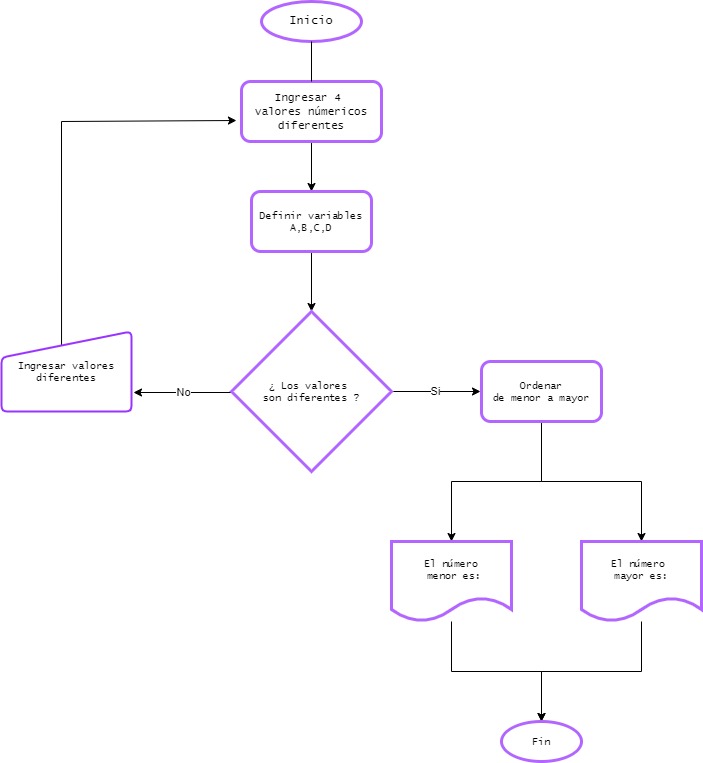 Inicio
Ingresar 4
valores númericos
diferentes
Definir variables
A,B,C,D
¿ Los valores
son diferentes ?
No
Ingresar valores
diferentes
Si
Ordenar
de menor a mayor
El número
menor es:
El número
mayor es:
Fin